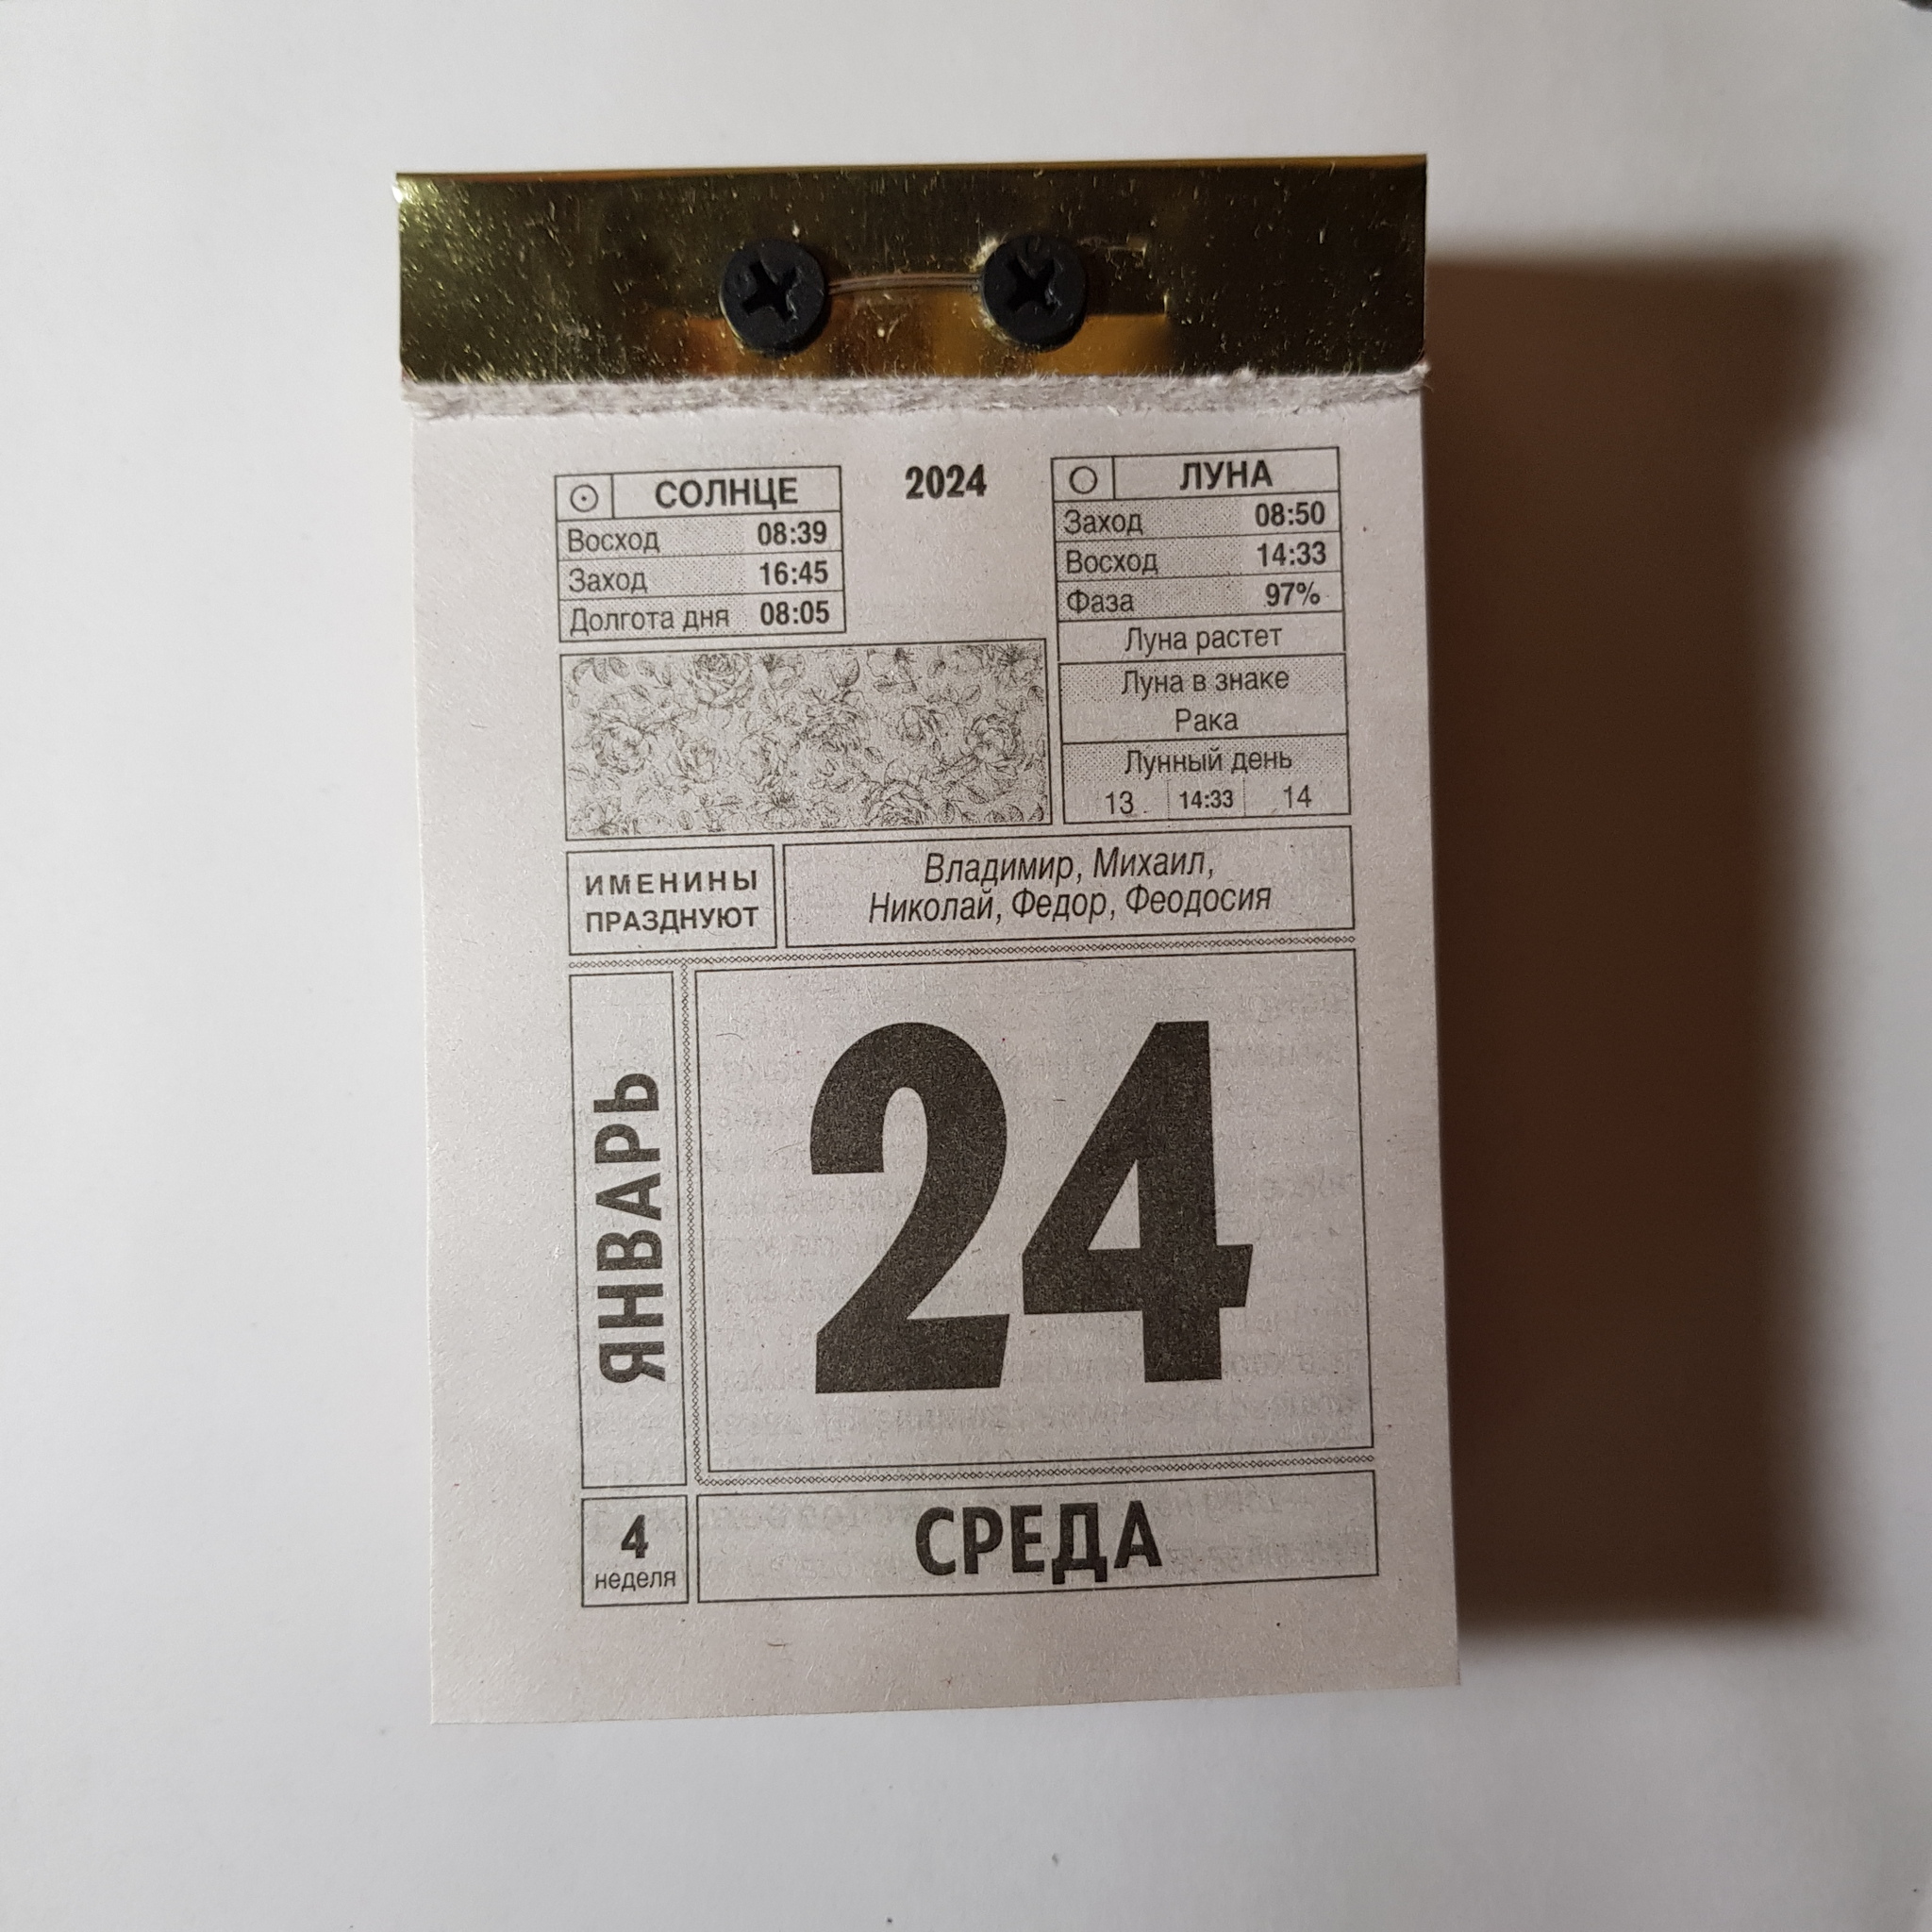 СОЛНЦЕ
Восход 08:39
Заход 16:45
Долгота дня 08:05
2024
ЛУНА
Заход 08:50
Восход 14:33
Фаза 97%
Луна растет
Луна в знаке
Рака
Лунный день
13 14:33 14
ИМЕНИНЫ
ПРАЗДНУЮТ
Владимир, Михаил,
Николай, Федор, Феодосия
ЯНВАРЬ
24
4
неделя
СРЕДА